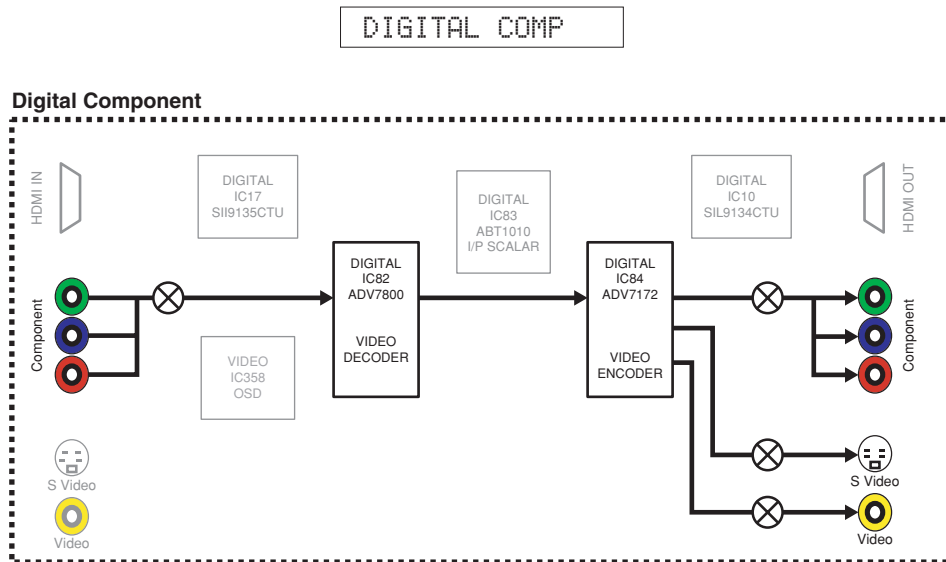 DIGITAL COMP
Digital Component
HDMI IN
DIGITAL
IC17
SII9135CTU
DIGITAL
IC83
ABT1010
I/P SCALAR
DIGITAL
IC10
SIL9134CTU
HDMI OUT
Component
DIGITAL
IC82
ADV7800
VIDEO
DECODER
DIGITAL
IC84
ADV7172
VIDEO
ENCODER
Component
VIDEO
IC358
OSD
S Video
Video
S Video
Video